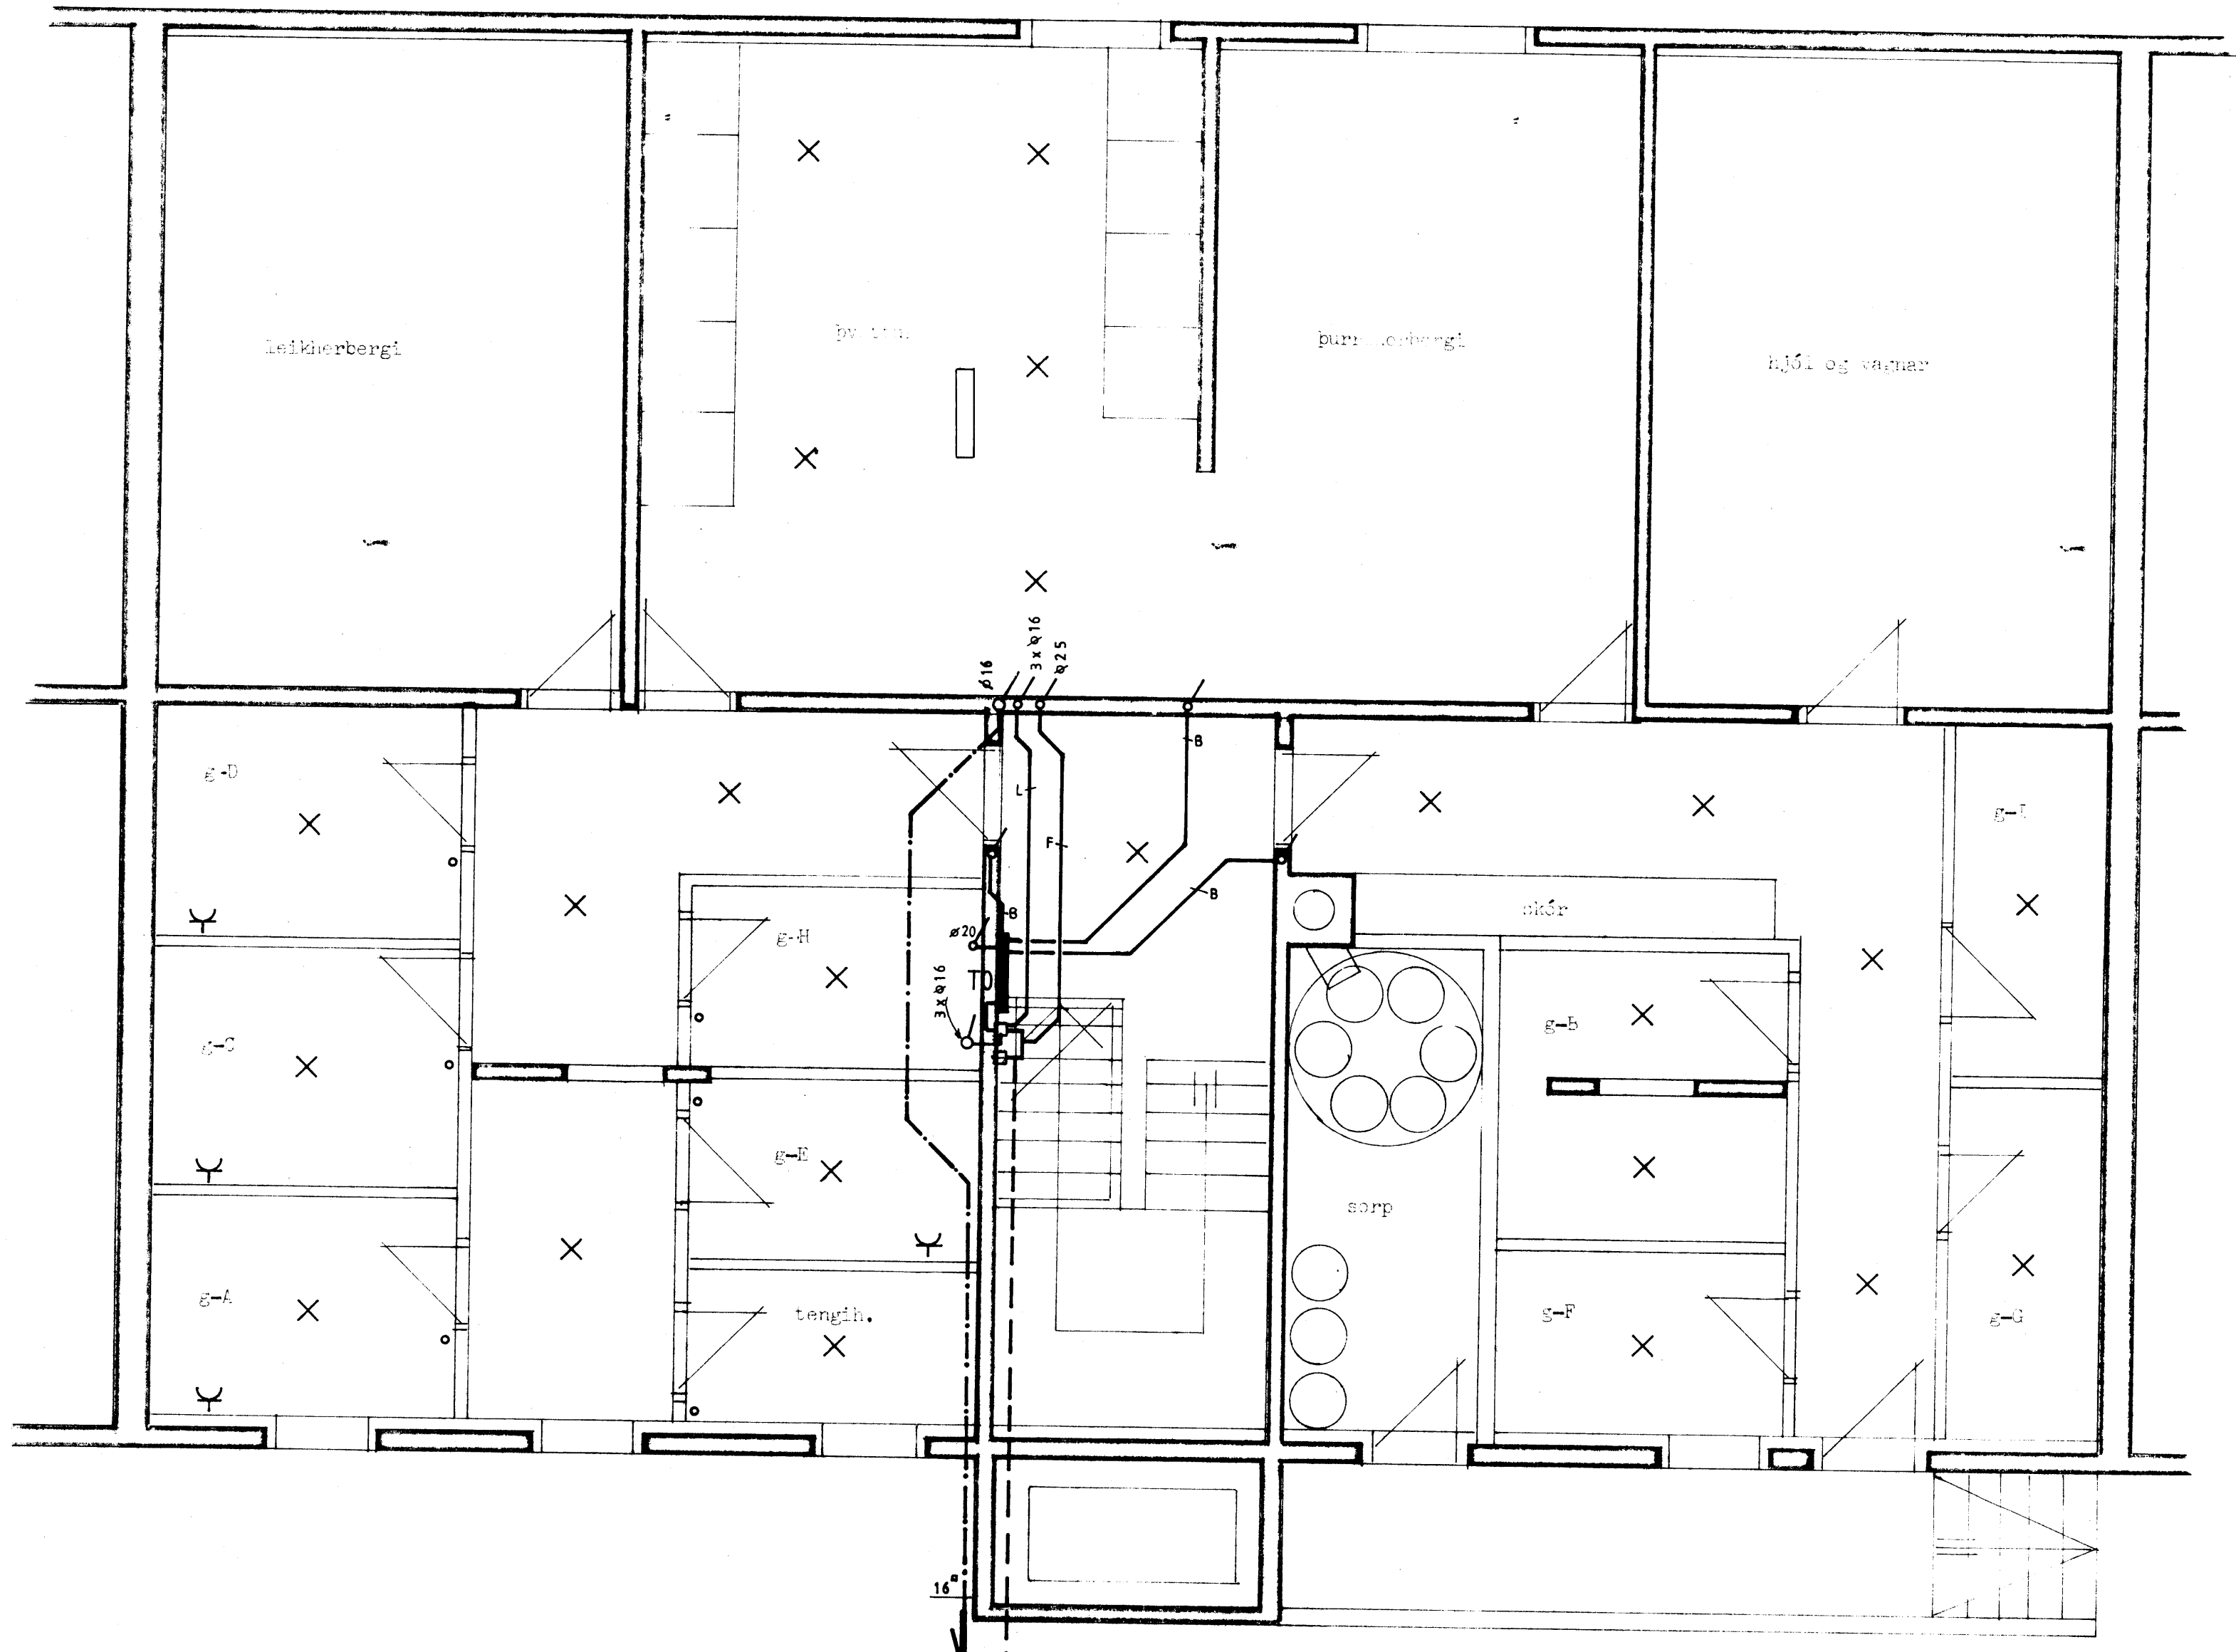 leikherbergi
hjól og vagnar
ø16
3xø16
ø25
B
L
F
B
B
ø20
TO
3xø16
g-D
g-H
skór
g-C
g-B
g-E
sorp
g-A
tengih.
g-F
g-G
16"